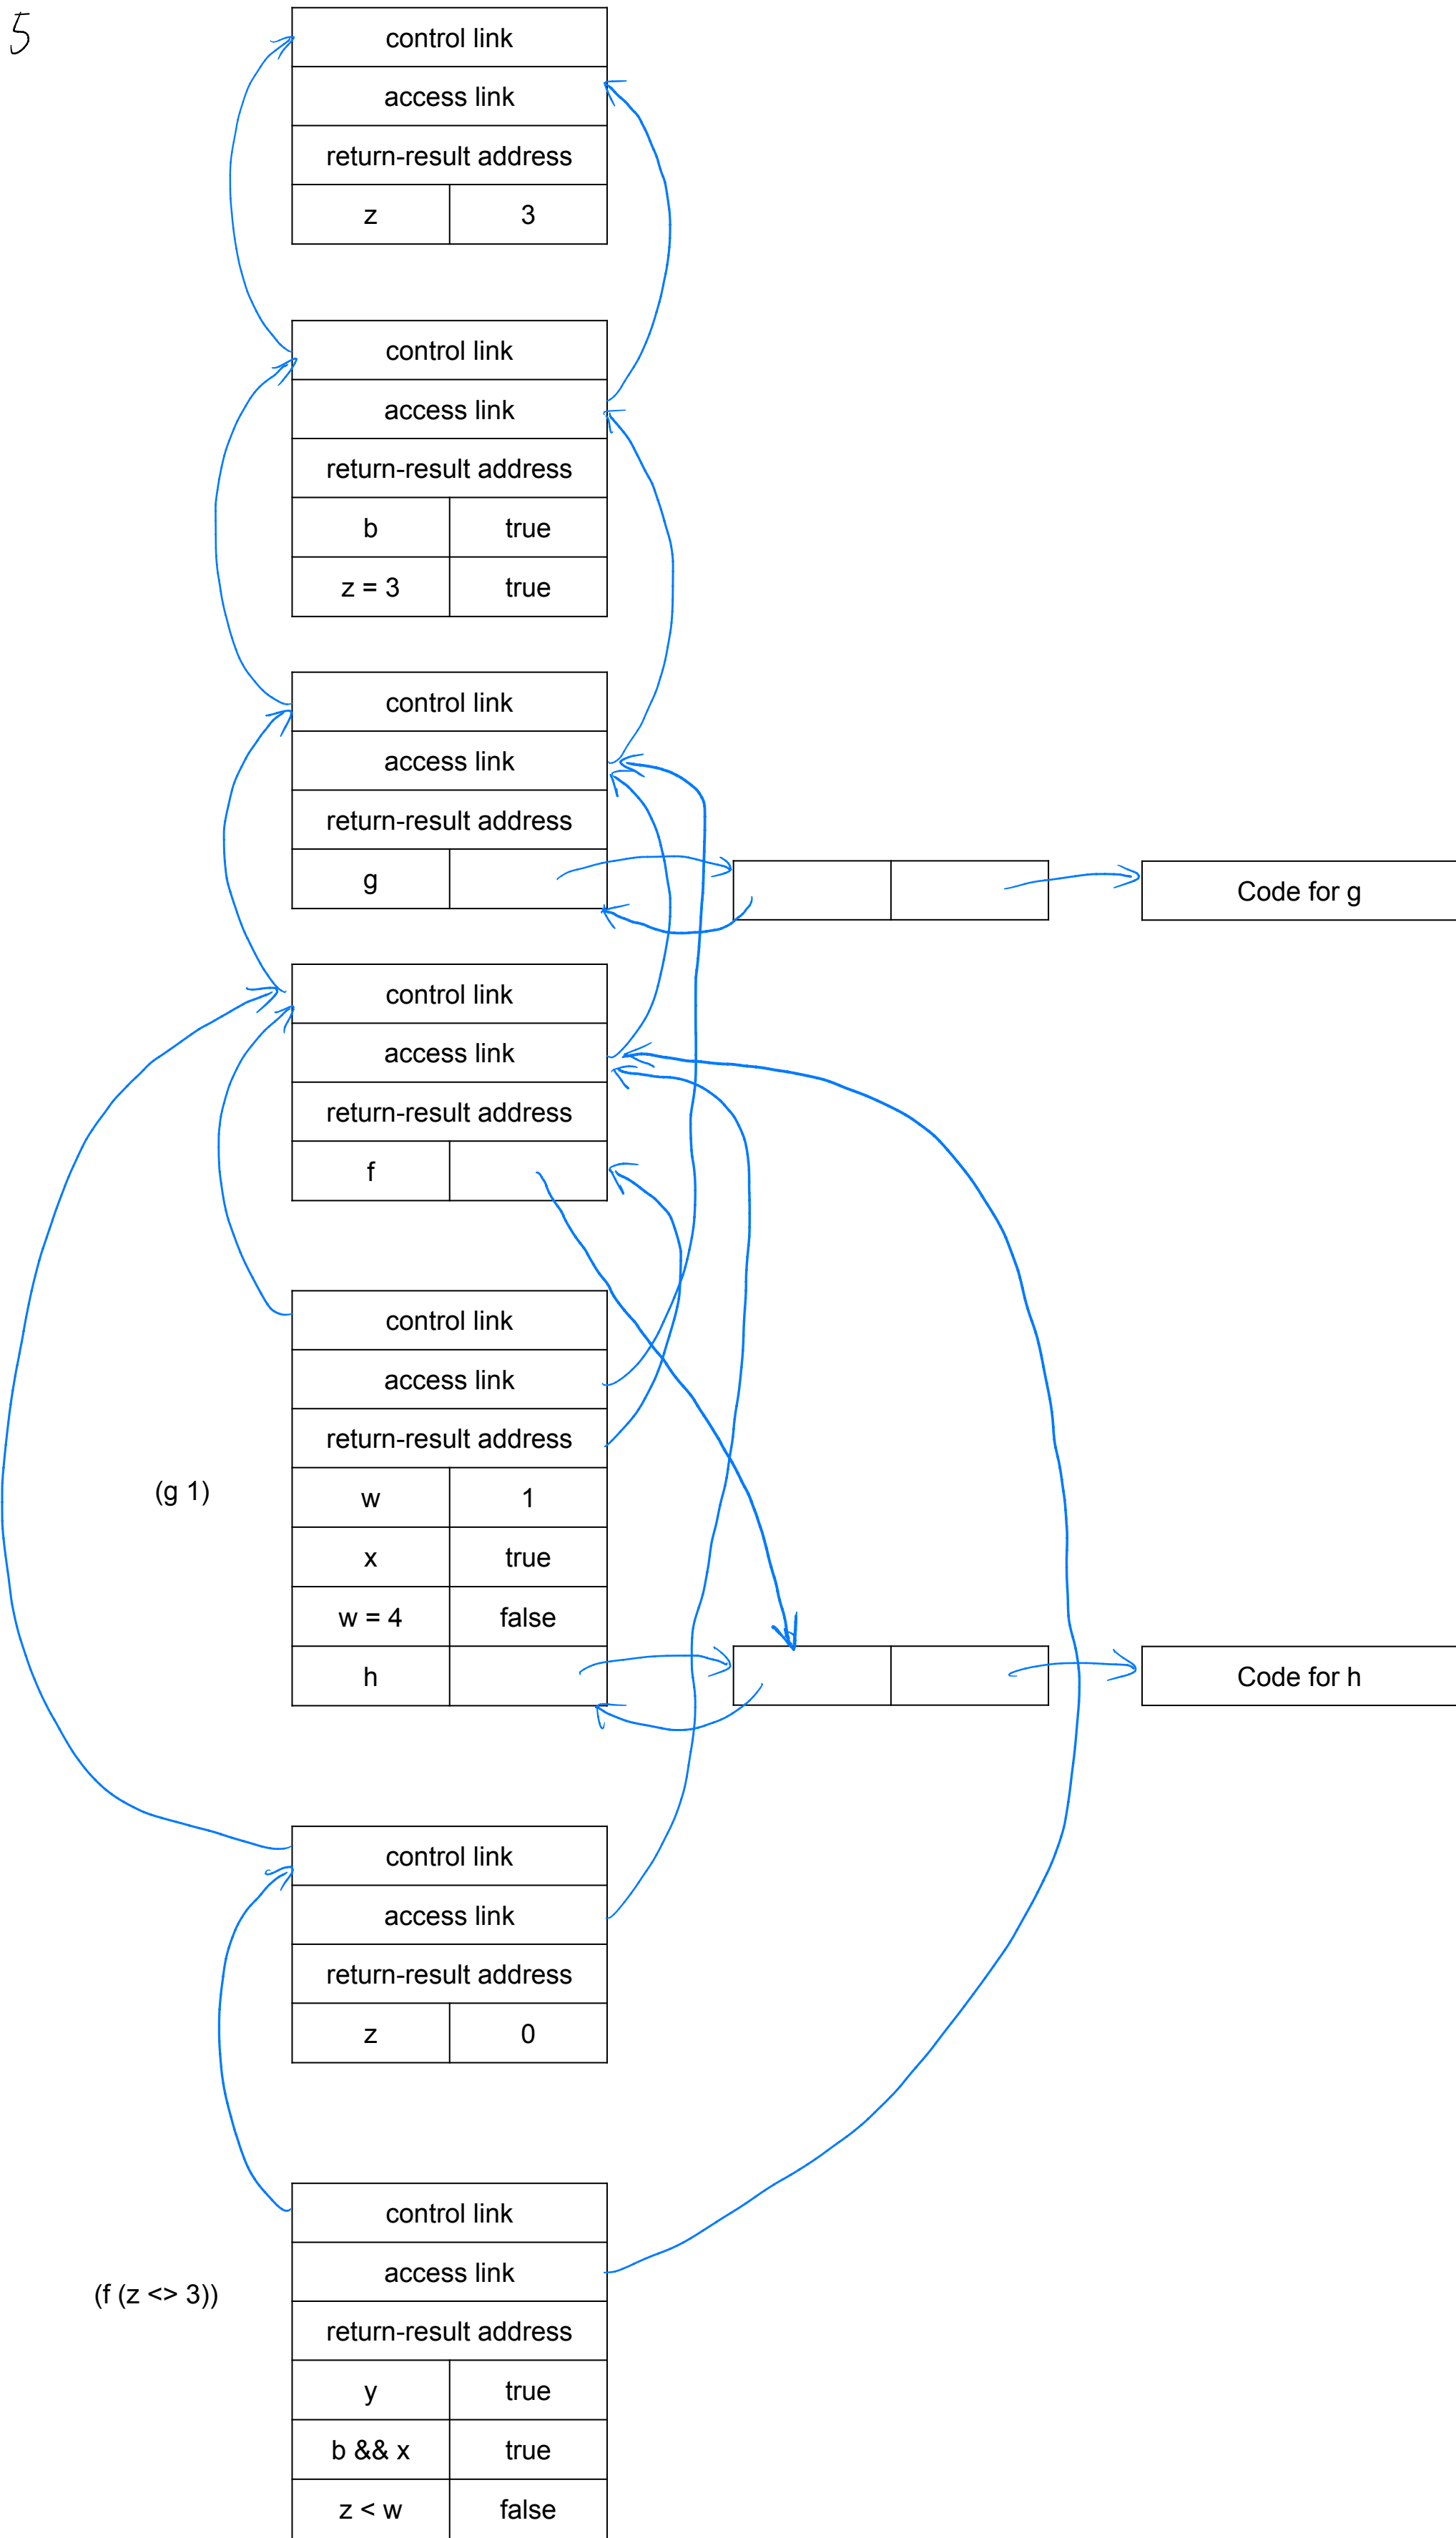 5
control link
access link
return-result address
z 3
control link
access link
return-result address
b true
z = 3 true
control link
access link
return-result address
g
Code for g
control link
access link
return-result address
f
control link
access link
return-result address
(g 1)
w 1
x true
w = 4 false
h
Code for h
control link
access link
return-result address
z 0
control link
access link
(f (z <> 3))
return-result address
y true
b && x true
z < w false